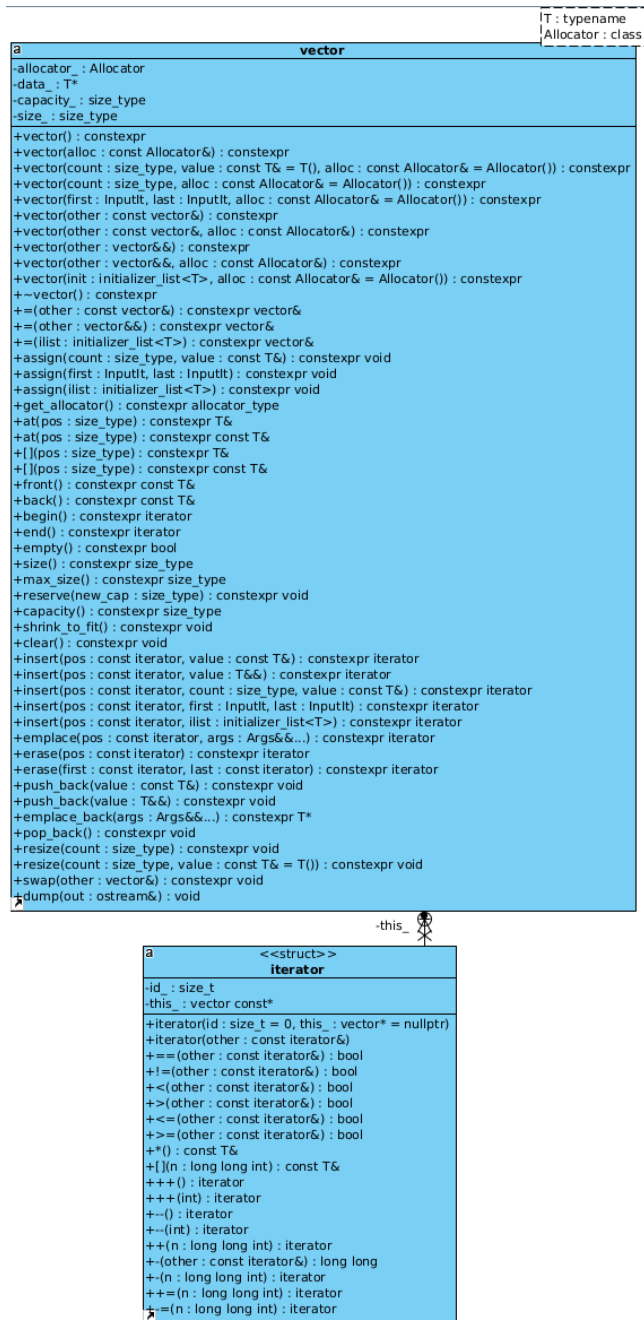 T : typename
Allocator : class
a
vector
-allocator_ : Allocator
-data_ : T*
-capacity_ : size_type
-size_ : size_type
+vector() : constexpr
+vector(alloc : const Allocator&) : constexpr
+vector(count : size_type, value : const T& = T(), alloc : const Allocator& = Allocator()) : constexpr
+vector(count : size_type, alloc : const Allocator& = Allocator()) : constexpr
+vector(first : InputIt, last : InputIt, alloc : const Allocator& = Allocator()) : constexpr
+vector(other : const vector&) : constexpr
+vector(other : const vector&, alloc : const Allocator&) : constexpr
+vector(other : vector&&) : constexpr
+vector(other : vector&&, alloc : const Allocator&) : constexpr
+vector(init : initializer_list<T>, alloc : const Allocator& = Allocator()) : constexpr
+~vector() : constexpr
+=(other : const vector&) : constexpr vector&
+=(other : vector&&) : constexpr vector&
+=(ilist : initializer_list<T>) : constexpr vector&
+assign(count : size_type, value : const T&) : constexpr void
+assign(first : InputIt, last : InputIt) : constexpr void
+assign(ilist : initializer_list<T>) : constexpr void
+get_allocator() : constexpr allocator_type
+at(pos : size_type) : constexpr T&
+at(pos : size_type) : constexpr const T&
+[](pos : size_type) : constexpr T&
+[](pos : size_type) : constexpr const T&
+front() : constexpr const T&
+back() : constexpr const T&
+begin() : constexpr iterator
+end() : constexpr iterator
+empty() : constexpr bool
+size() : constexpr size_type
+max_size() : constexpr size_type
+reserve(new_cap : size_type) : constexpr void
+capacity() : constexpr size_type
+shrink_to_fit() : constexpr void
+clear() : constexpr void
+insert(pos : const iterator, value : const T&) : constexpr iterator
+insert(pos : const iterator, value : T&&) : constexpr iterator
+insert(pos : const iterator, count : size_type, value : const T&) : constexpr iterator
+insert(pos : const iterator, first : InputIt, last : InputIt) : constexpr iterator
+insert(pos : const iterator, ilist : initializer_list<T>) : constexpr iterator
+emplace(pos : const iterator, args : Args&&...) : constexpr iterator
+erase(pos : const iterator) : constexpr iterator
+erase(first : const iterator, last : const iterator) : constexpr iterator
+push_back(value : const T&) : constexpr void
+push_back(value : T&&) : constexpr void
+emplace_back(args : Args&&...) : constexpr T*
+pop_back() : constexpr void
+resize(count : size_type) : constexpr void
+resize(count : size_type, value : const T& = T()) : constexpr void
+swap(other : vector&) : constexpr void
+dump(out : ostream&) : void
-this_
a
<<struct>>
iterator
-id_ : size_t
-this_ : vector const*
+iterator(id : size_t = 0, this_ : vector* = nullptr)
+iterator(other : const iterator&)
+==(other : const iterator&) : bool
+!=(other : const iterator&) : bool
+<(other : const iterator&) : bool
+>(other : const iterator&) : bool
+<=(other : const iterator&) : bool
+>=(other : const iterator&) : bool
+*() : const T&
+[](n : long long int) : const T&
+++() : iterator
+++(int) : iterator
+--() : iterator
+--(int) : iterator
++(n : long long int) : iterator
+-(other : const iterator&) : long long
+-(n : long long int) : iterator
++=(n : long long int) : iterator
+-=(n : long long int) : iterator